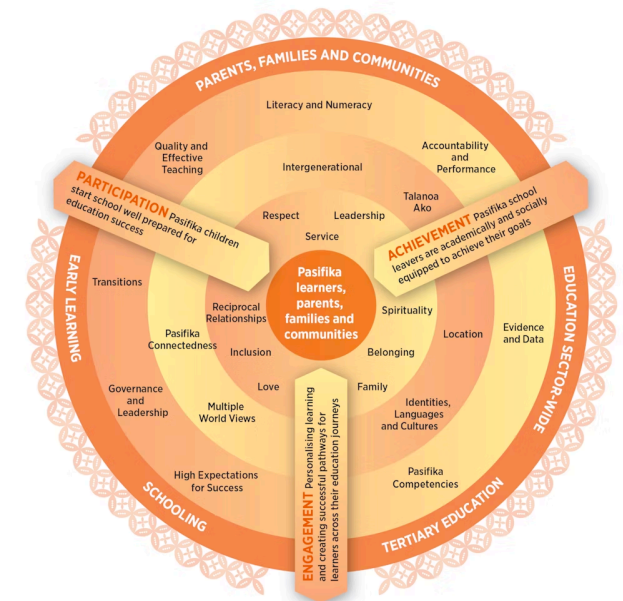 PARENTS, FAMILIES AND COMMUNITIES
Literacy and Numeracy
Quality and
Effective
Teaching
Accountability
and
Performance
Intergenerational
PARTICIPATION Pasifika children
start school well prepared for
education success
Talanoa
Ako
ACHIEVEMENT Pasifika school
leavers are academically and socially
equipped to achieve their goals
Respect
Leadership
Service
Pasifika
learners,
parents,
families and
communities
EARLY LEARNING
Transitions
Reciprocal
Relationships
Spirituality
EDUCATION SECTOR-WIDE
Pasifika
Connectedness
Location
Evidence
and Data
Inclusion
Belonging
Love
Family
Governance
and
Leadership
Multiple
World Views
Identities,
Languages
and Cultures
ENGAGEMENT Personalising learning
and creating successful pathways for
learners across their education journeys
High Expectations
for Success
Pasifika
Competencies
SCHOOLING
TERTIARY EDUCATION